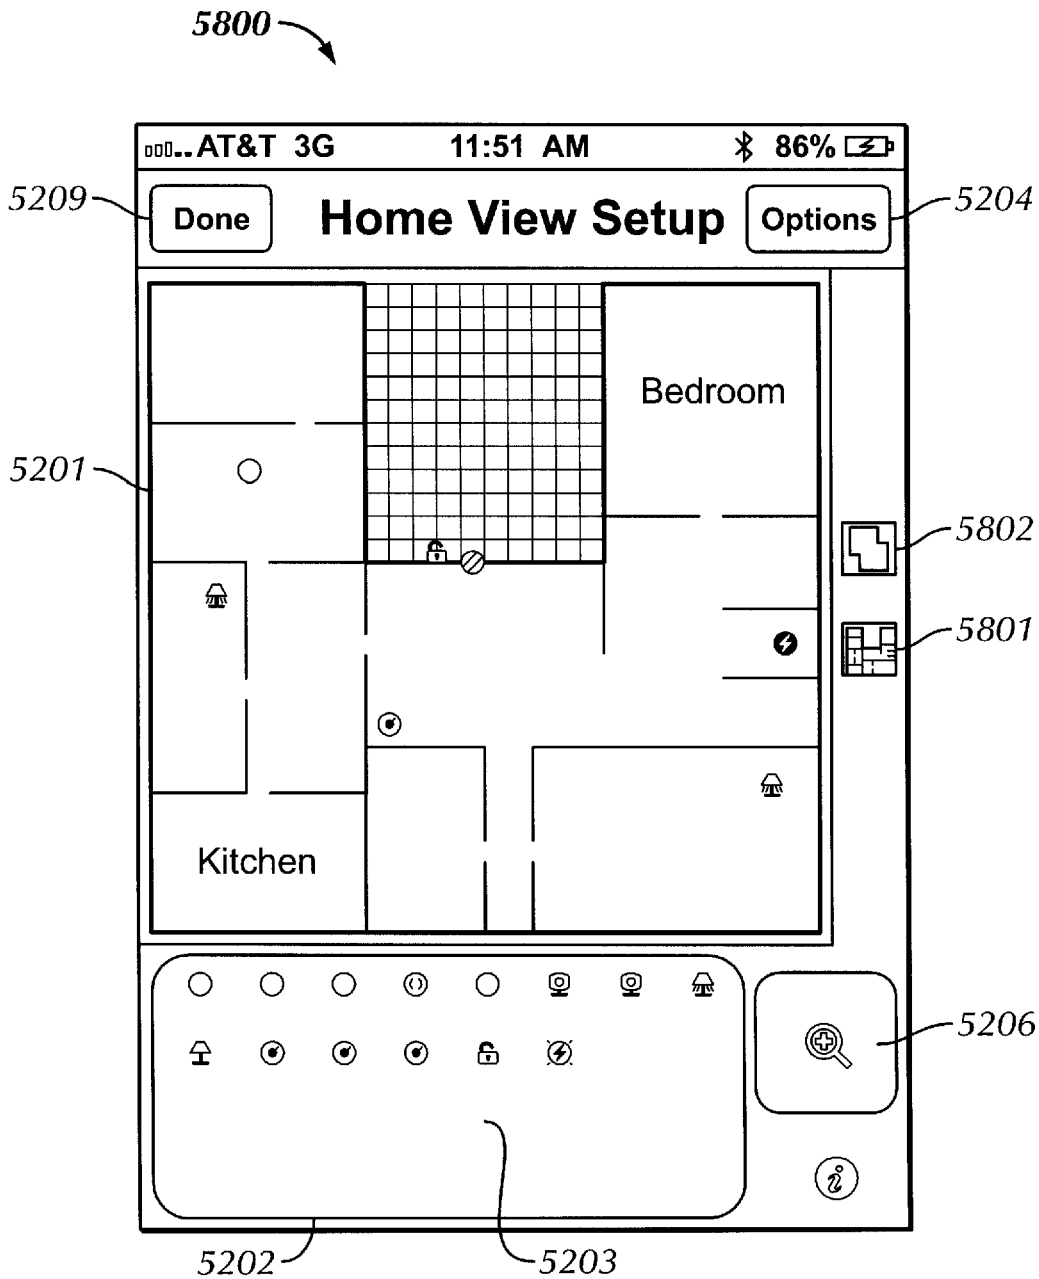 5800
AT&T 3G 11:51 AM 86%
5209 Done Home View Setup Options 5204
Bedroom
5201
5802
5801
Kitchen
5206
i
5202 5203